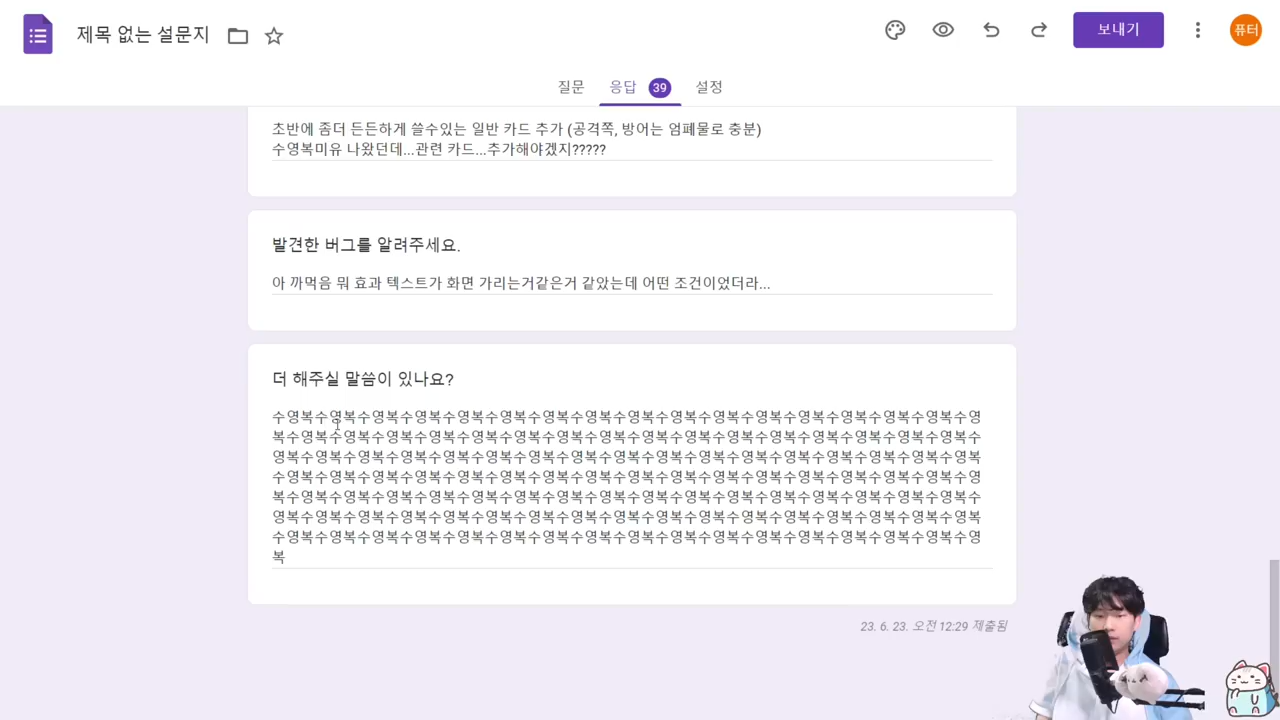 제목 없는 설문지
보내기
퓨터
질문
응답
39
설정
초반에 좀더 든든하게 쓸수있는 일반 카드 추가 (공격쪽, 방어는 엄폐물로 충분)
수영복미유 나왔던데...관련 카드...추가해야겠지?????
발견한 버그를 알려주세요.
아 까먹음 뭐 효과 텍스트가 화면 가리는거같은거 같았는데 어떤 조건이었더라...
더 해주실 말씀이 있나요?
수영복수영복수영복수영복수영복수영복수영복수영복수영복수영복수영복수영복수영복수영복수영복수영복수영
복수영복수영복수영복수영복수영복수영복수영복수영복수영복수영복수영복수영복수영복수영복수영복수영복수
영복수영복수영복수영복수영복수영복수영복수영복수영복수영복수영복수영복수영복수영복수영복수영복수영복
수영복수영복수영복수영복수영복수영복수영복수영복수영복수영복수영복수영복수영복수영복수영복수영복수영
복수영복수영복수영복수영복수영복수영복수영복수영복수영복수영복수영복수영복수영복수영복수영복수영복수
영복수영복수영복수영복수영복수영복수영복수영복수영복수영복수영복수영복수영복수영복수영복수영복수영복
수영복수영복수영복수영복수영복수영복수영복수영복수영복수영복수영복수영복수영복수영복수영복수영복수영
복
23. 6. 23. 오전 12:29 제출됨